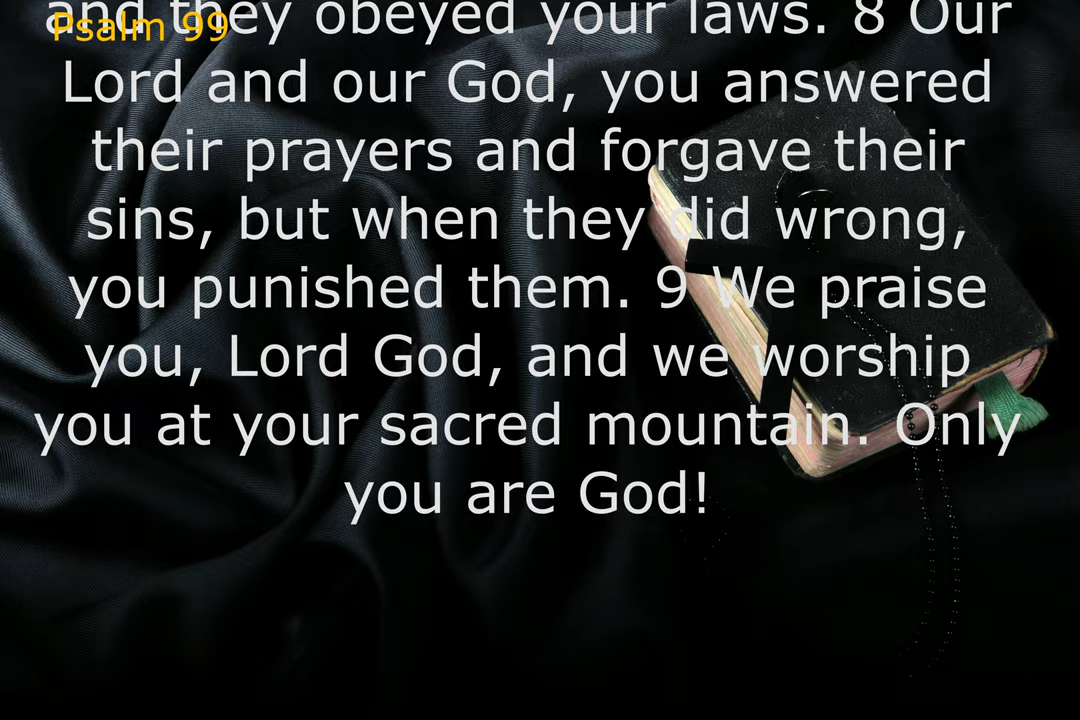 Psalm 99
and they obeyed your laws. 8 Our
Lord and our God, you answered
their prayers and forgave their
sins, but when they did wrong,
you punished them. 9 We praise
you, Lord God, and we worship
you at your sacred mountain. Only
you are God!